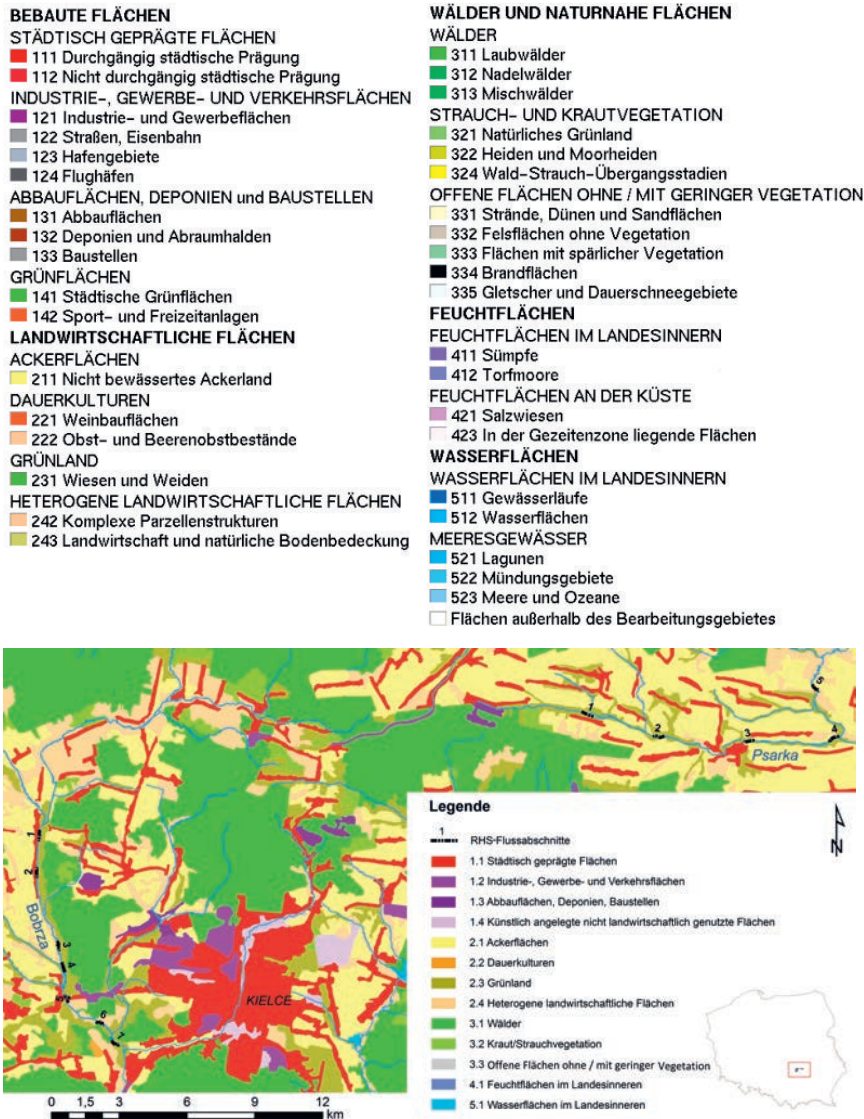 BEBAUTE FLÄCHEN
STÄDTISCH GEPRÄGTE FLÄCHEN
111 Durchgängig städtische Prägung
112 Nicht durchgängig städtische Prägung
INDUSTRIE-, GEWERBE- UND VERKEHRSFLÄCHEN
121 Industrie- und Gewerbeflächen
122 Straßen, Eisenbahn
123 Hafengebiete
124 Flughäfen
ABBAUFLÄCHEN, DEPONIEN und BAUSTELLEN
131 Abbauflächen
132 Deponien und Abraumhalden
133 Baustellen
GRÜNFLÄCHEN
141 Städtische Grünflächen
142 Sport- und Freizeitanlagen
LANDWIRTSCHAFTLICHE FLÄCHEN
ACKERFLÄCHEN
211 Nicht bewässertes Ackerland
DAUERKULTUREN
221 Weinbauflächen
222 Obst- und Beerenobstbestände
GRÜNLAND
231 Wiesen und Weiden
HETEROGENE LANDWIRTSCHAFTLICHE FLÄCHEN
242 Komplexe Parzellenstrukturen
243 Landwirtschaft und natürliche Bodenbedeckung
WÄLDER UND NATURNAHE FLÄCHEN
WÄLDER
311 Laubwälder
312 Nadelwälder
313 Mischwälder
STRAUCH- UND KRAUTVEGETATION
321 Natürliches Grünland
322 Heiden und Moorheiden
324 Wald-Strauch-Übergangsstadien
OFFENE FLÄCHEN OHNE / MIT GERINGER VEGETATION
331 Strände, Dünen und Sandflächen
332 Felsflächen ohne Vegetation
333 Flächen mit spärlicher Vegetation
334 Brandflächen
335 Gletscher und Dauerschneegebiete
FEUCHTFLÄCHEN
FEUCHTFLÄCHEN IM LANDESINNERN
411 Sümpfe
412 Torfmoore
FEUCHTFLÄCHEN AN DER KÜSTE
421 Salzwiesen
423 In der Gezeitenzone liegende Flächen
WASSERFLÄCHEN
WASSERFLÄCHEN IM LANDESINNERN
511 Gewässerläufe
512 Wasserflächen
MEERESGEWÄSSER
521 Lagunen
522 Mündungsgebiete
523 Meere und Ozeane
Flächen außerhalb des Bearbeitungsgebietes
1
2
3
4
5
Psarka
1
2
Bobrza
3
4
5
6
7
KIELCE
0 1,5 3 6 9 12
km
Legende
1
RHS-Flussabschnitte
1.1 Städtisch geprägte Flächen
1.2 Industrie-, Gewerbe- und Verkehrsflächen
1.3 Abbauflächen, Deponien, Baustellen
1.4 Künstlich angelegte nicht landwirtschaftlich genutzte Flächen
2.1 Ackerflächen
2.2 Dauerkulturen
2.3 Grünland
2.4 Heterogene landwirtschaftliche Flächen
3.1 Wälder
3.2 Kraut/Strauchvegetation
3.3 Offene Flächen ohne / mit geringer Vegetation
4.1 Feuchtflächen im Landesinneren
5.1 Wasserflächen im Landesinneren
N